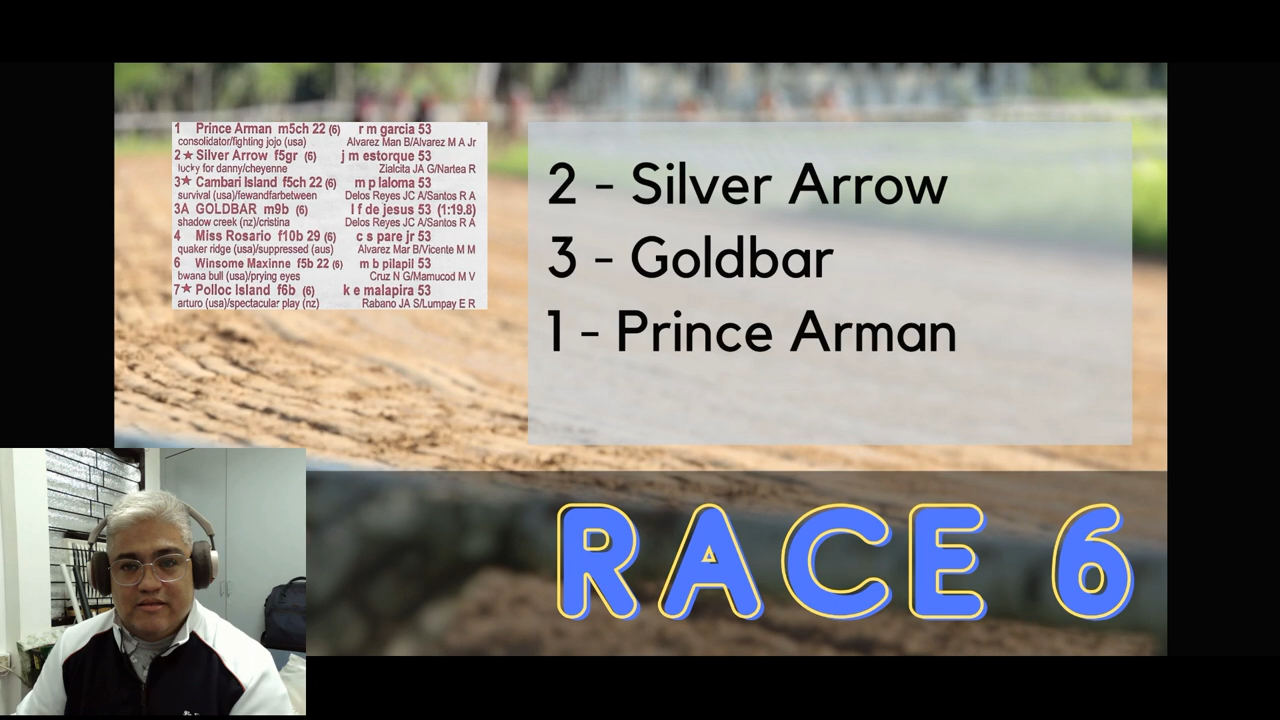 1 Prince Arman m5ch 22 (6) r m garcia 53
consolidator/fighting jojo (usa) Alvarez Man B/Alvarez M A Jr
2★ Silver Arrow f5gr (6) j m estorque 53
lucky for danny/cheyenne Zialcita JA G/Nartea R
3★ Cambari Island f5ch 22 (6) m p laloma 53
survival (usa)/fewandfarbetween Delos Reyes JC A/Santos R A
3A GOLDBAR m9b (6) l f de jesus 53 (1:19.8)
shadow creek (nz)/cristina Delos Reyes JC A/Santos R A
4 Miss Rosario f10b 29 (6) c s pare jr 53
quaker ridge (usa)/suppressed (aus) Alvarez Mar B/Vicente M M
6 Winsome Maxinne f5b 22 (6) m b pilapil 53
bwana bull (usa)/prying eyes Cruz N G/Mamucod M V
7★ Polloc Island f6b (6) k e malapira 53
arturo (usa)/spectacular play (nz) Rabano JA S/Lumpay E R
2 - Silver Arrow
3 - Goldbar
1 - Prince Arman
RACE 6